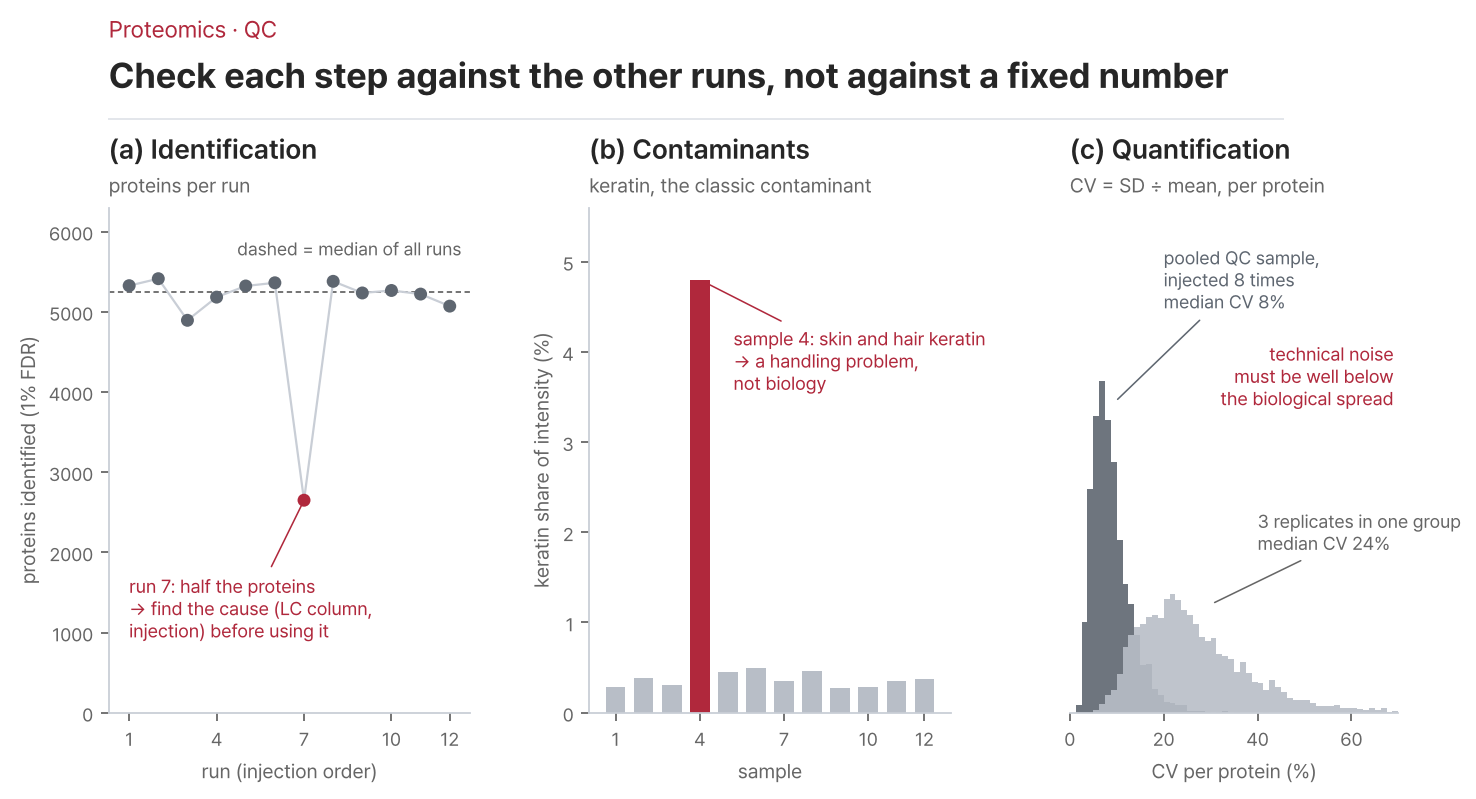 Proteomics · QC
Check each step against the other runs, not against a fixed number
(a) Identification
proteins per run
proteins identified (1% FDR)
6000
5000
4000
3000
2000
1000
0
dashed = median of all runs
run 7: half the proteins
→ find the cause (LC column,
injection) before using it
1
4
7
10
12
run (injection order)
(b) Contaminants
keratin, the classic contaminant
keratin share of intensity (%)
5
4
3
2
1
0
sample 4: skin and hair keratin
→ a handling problem,
not biology
1
4
7
10
12
sample
(c) Quantification
CV = SD ÷ mean, per protein
pooled QC sample,
injected 8 times
median CV 8%
technical noise
must be well below
the biological spread
3 replicates in one group
median CV 24%
0
20
40
60
CV per protein (%)